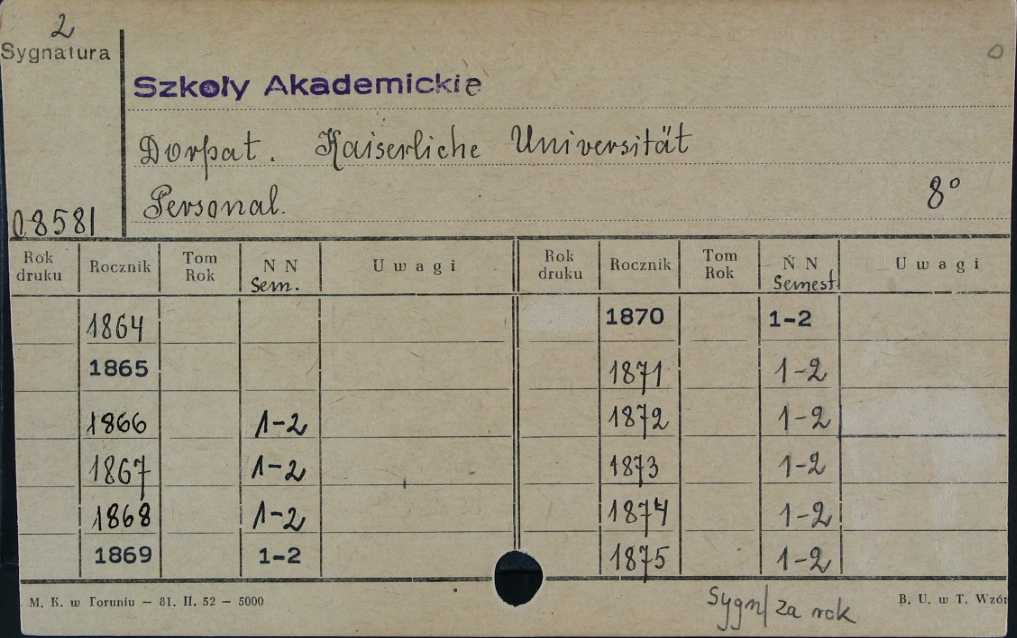 2
Sygnatura
Szkoły Akademickie
Dorpat. Kaiserliche Universität
Personal. 8°
08581
Rok druku Rocznik Tom Rok N N Sem. Uwagi Rok druku Rocznik Tom Rok N N Semest Uwagi
1864 1870 1-2
1865 1871 1-2
1866 1-2 1872 1-2
1867 1-2 1873 1-2
1868 1-2 1874 1-2
1869 1-2 1875 1-2
M. K. w Toruniu — 81. II. 52 — 5000 Sygn/ za rok B. U. w T. Wzór